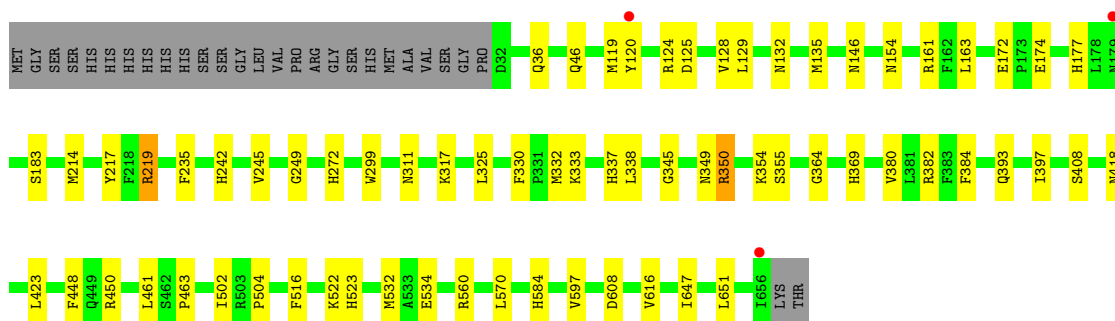 MET GLY SER SER HIS HIS HIS HIS HIS HIS SER SER GLY LEU VAL PRO ARG GLY SER HIS MET ALA VAL SER GLY PRO D32 Q36 Q46 M119 Y120 R124 D125 V128 L129 N132 M135 N146 N154 R161 F162 L163 E172 P173 E174 H177 L178 N179
S183 M214 Y217 F218 R219 F235 H242 V245 G249 H272 W299 N311 K317 L325 F330 P331 M332 K333 H337 L338 G345 N349 R350 K354 S355 G364 H369 V380 L381 R382 F383 F384 Q393 I397 S408 N418
L423 F448 Q449 R450 L461 S462 P463 I502 R503 P504 F516 K522 H523 M532 A533 E534 R560 L570 H584 V597 D608 V616 I647 L651 I656 LYS THR